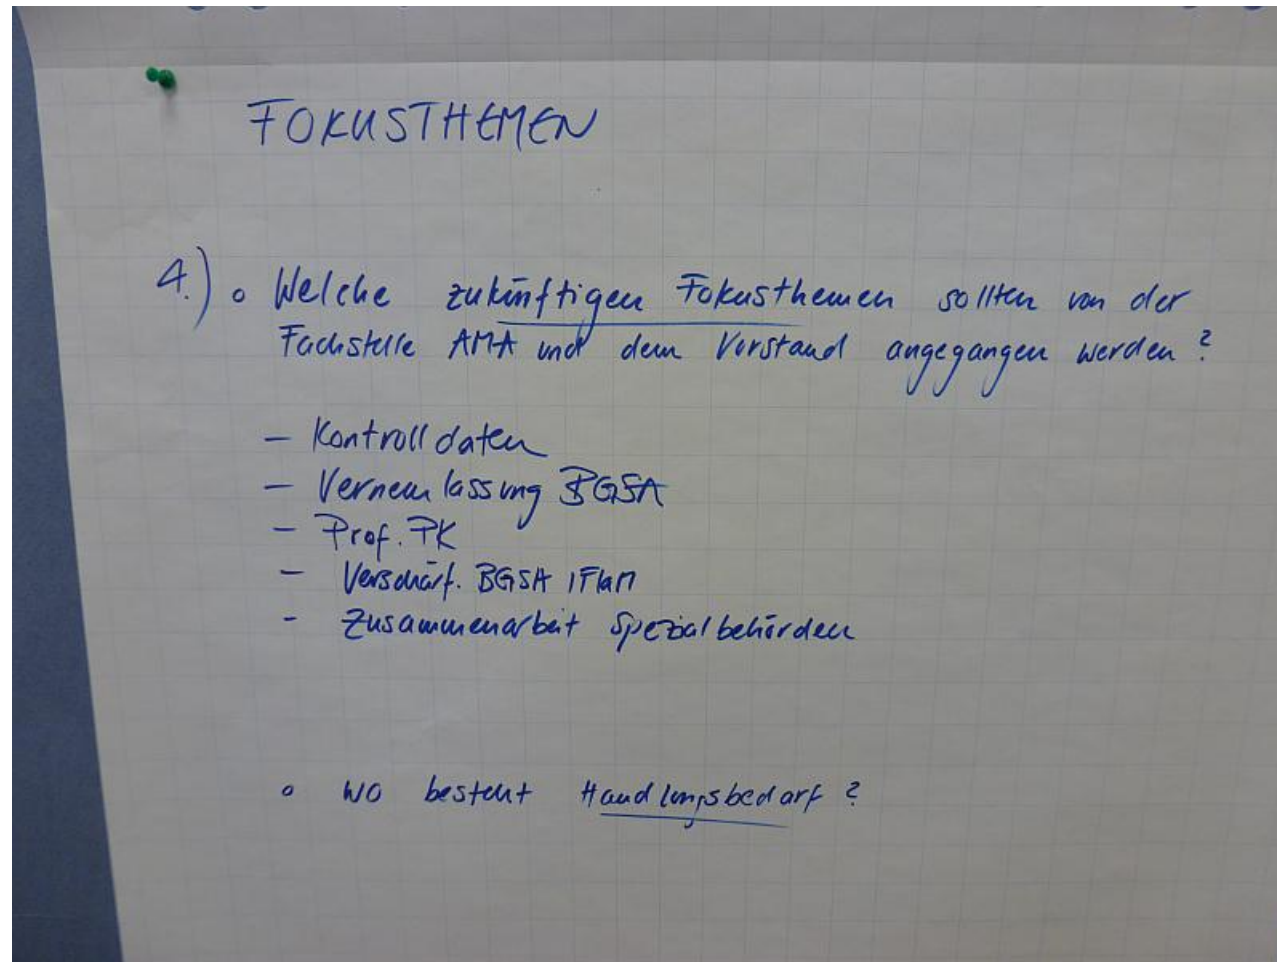 FOKUSTHEMEN
4.) o Welche zukünftigen Fokusthemen sollten von der
Fachstelle AMA und dem Vorstand angegangen werden?
- Kontrolldaten
- Vernemlassung BGSA
- Prof. PK
- Verschärf. BGSA / FlaM
- Zusammenarbeit Spezialbehörden
o Wo besteht Handlungsbedarf?